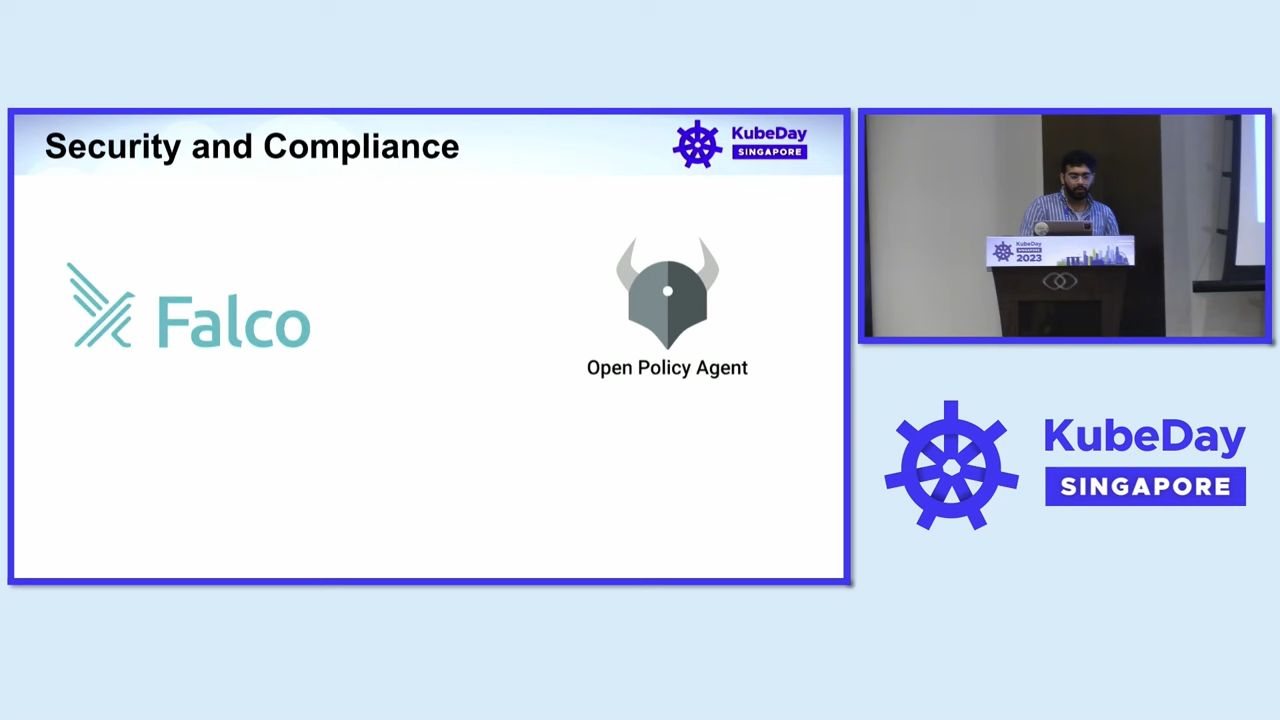 Security and Compliance
KubeDay
SINGAPORE
Falco
Open Policy Agent
KubeDay
SINGAPORE
2023
KubeDay
SINGAPORE